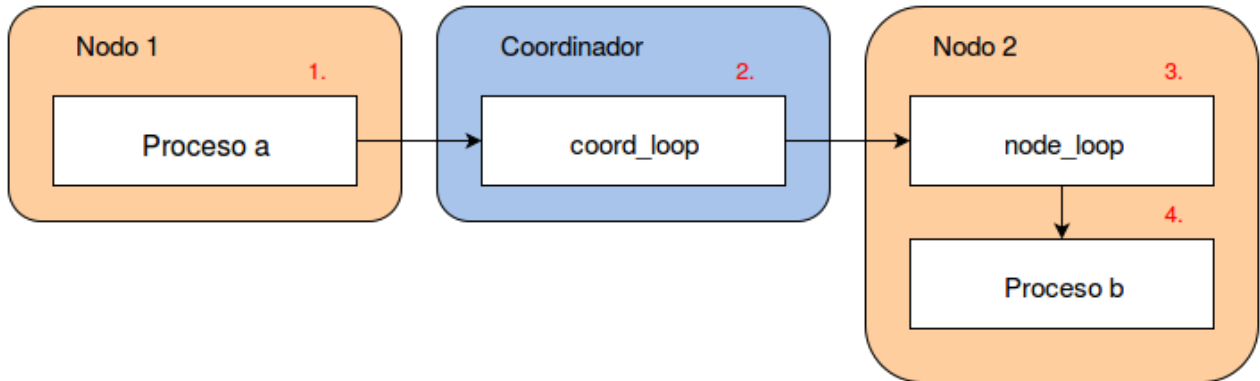 Nodo 1
1.
Proceso a
Coordinador
2.
coord_loop
Nodo 2
3.
node_loop
4.
Proceso b